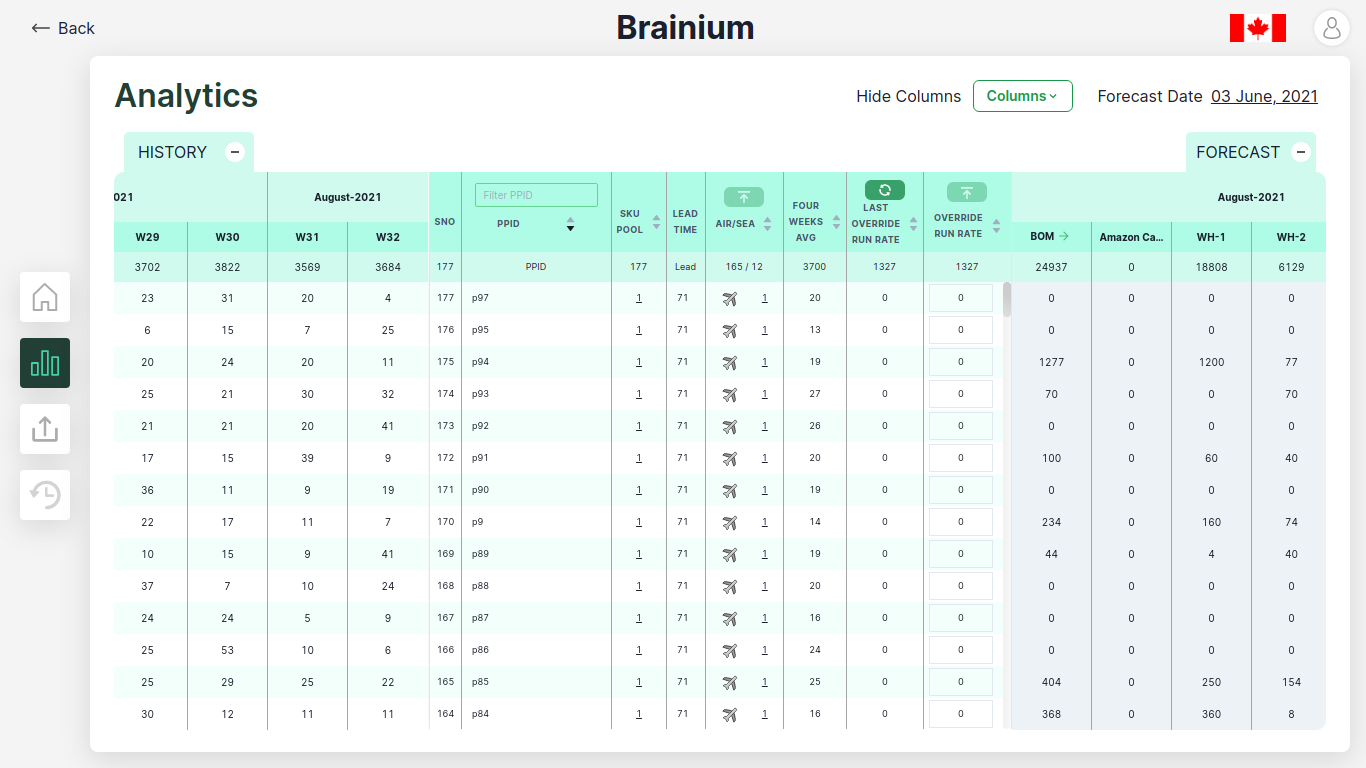 Back
Brainium
Analytics
Hide Columns Columns Forecast Date 03 June, 2021
HISTORY FORECAST
021 August-2021 SNO Filter PPID PPID SKU POOL LEAD TIME AIR/SEA FOUR WEEKS AVG LAST OVERRIDE RUN RATE OVERRIDE RUN RATE August-2021
W29 W30 W31 W32 BOM Amazon Ca... WH-1 WH-2
3702 3822 3569 3684 177 PPID 177 Lead 165 / 12 3700 1327 1327 24937 0 18808 6129
23 31 20 4 177 p97 1 71 1 20 0 0 0 0 0 0
6 15 7 25 176 p95 1 71 1 13 0 0 0 0 0 0
20 24 20 11 175 p94 1 71 1 19 0 0 1277 0 1200 77
25 21 30 32 174 p93 1 71 1 27 0 0 70 0 0 70
21 21 20 41 173 p92 1 71 1 26 0 0 0 0 0 0
17 15 39 9 172 p91 1 71 1 20 0 0 100 0 60 40
36 11 9 19 171 p90 1 71 1 19 0 0 0 0 0 0
22 17 11 7 170 p9 1 71 1 14 0 0 234 0 160 74
10 15 9 41 169 p89 1 71 1 19 0 0 44 0 4 40
37 7 10 24 168 p88 1 71 1 20 0 0 0 0 0 0
24 24 5 9 167 p87 1 71 1 16 0 0 0 0 0 0
25 53 10 6 166 p86 1 71 1 24 0 0 0 0 0 0
25 29 25 22 165 p85 1 71 1 25 0 0 404 0 250 154
30 12 11 11 164 p84 1 71 1 16 0 0 368 0 360 8